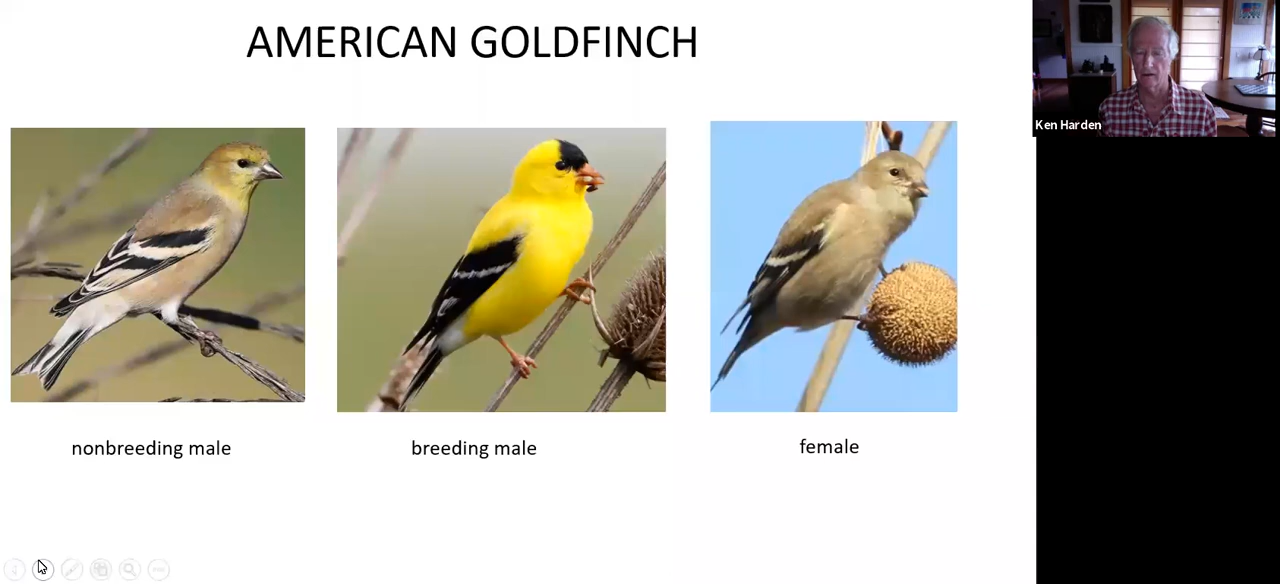 AMERICAN GOLDFINCH
Ken Harden
nonbreeding male
breeding male
female